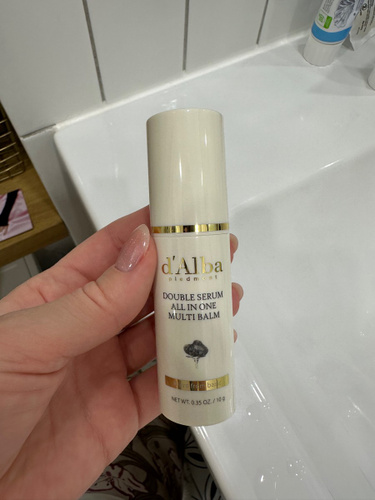 d'Alba
piedmont
DOUBLE SERUM
ALL IN ONE
MULTI BALM
NET WT. 0.35 OZ. / 10 g